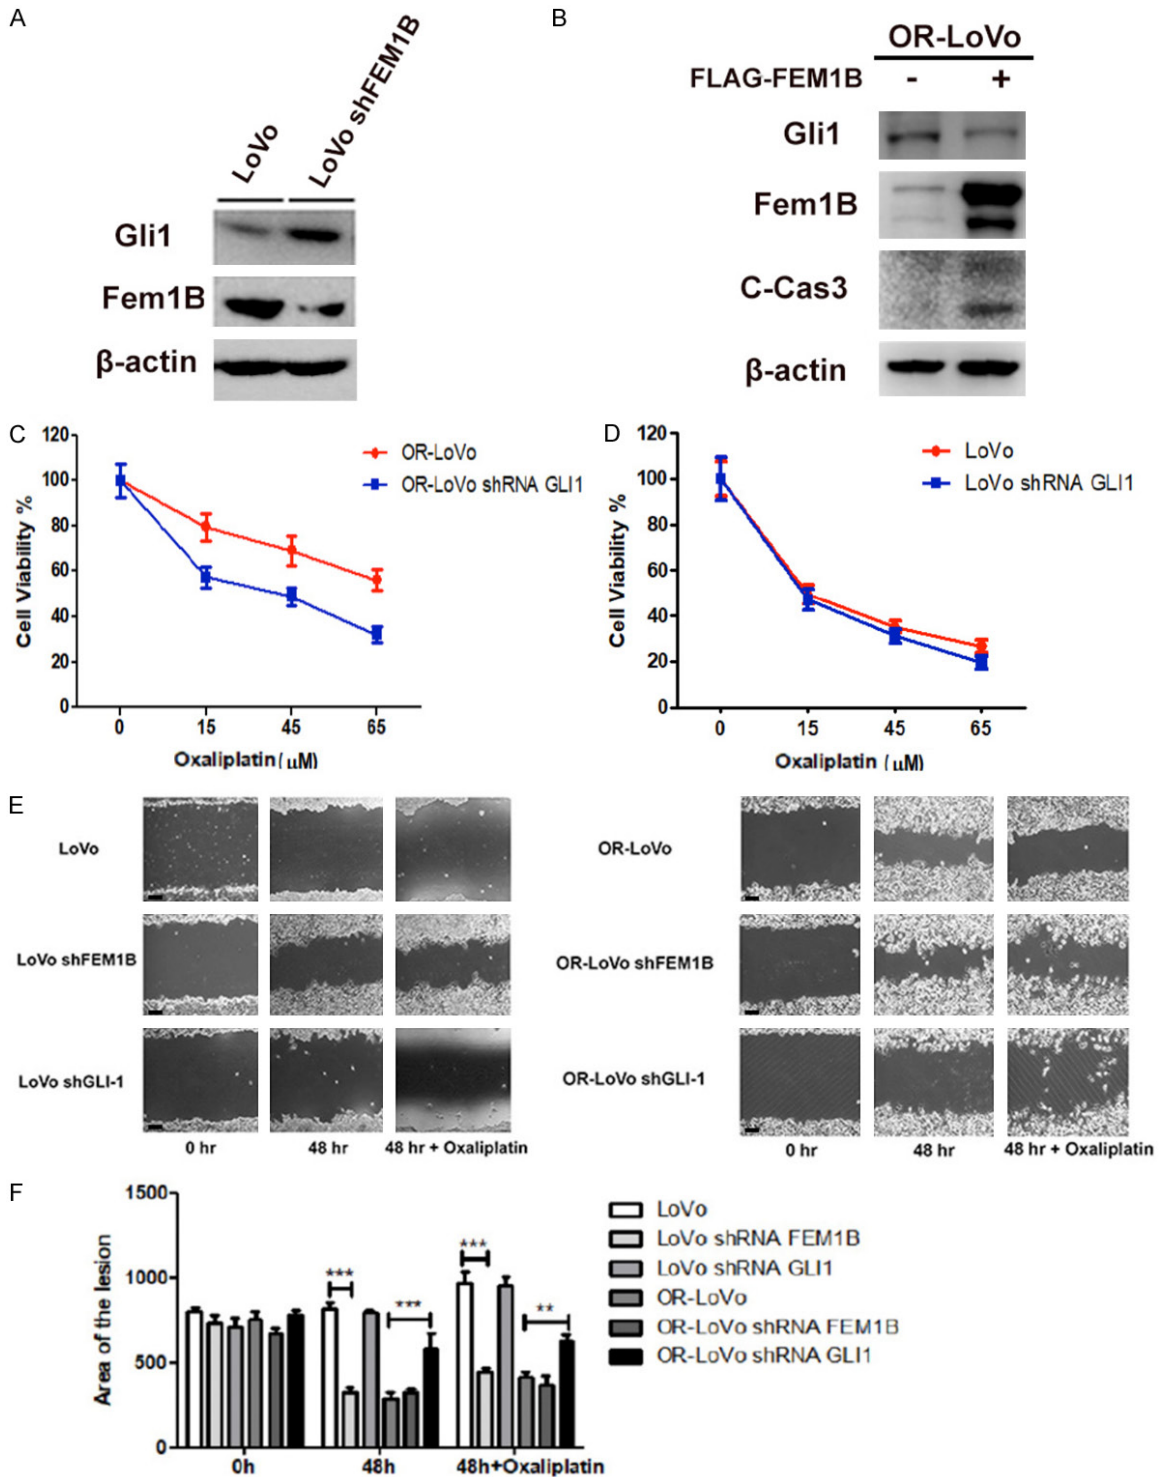 A
LoVo
LoVo shFEM1B
Gli1
Fem1B
β-actin
B
OR-LoVo
FLAG-FEM1B - +
Gli1
Fem1B
C-Cas3
β-actin
C
120
100
80
60
40
20
0
Cell Viability %
OR-LoVo
OR-LoVo shRNA GLI1
0 15 45 65
Oxaliplatin (μM)
D
120
100
80
60
40
20
0
Cell Viability %
LoVo
LoVo shRNA GLI1
0 15 45 65
Oxaliplatin (μM)
E
LoVo
LoVo shFEM1B
LoVo shGLI-1
0 hr 48 hr 48 hr + Oxaliplatin
OR-LoVo
OR-LoVo shFEM1B
OR-LoVo shGLI-1
0 hr 48 hr 48 hr + Oxaliplatin
F
1500
1000
500
0
Area of the lesion
*** *** *** **
0h 48h 48h+Oxaliplatin
LoVo
LoVo shRNA FEM1B
LoVo shRNA GLI1
OR-LoVo
OR-LoVo shRNA FEM1B
OR-LoVo shRNA GLI1